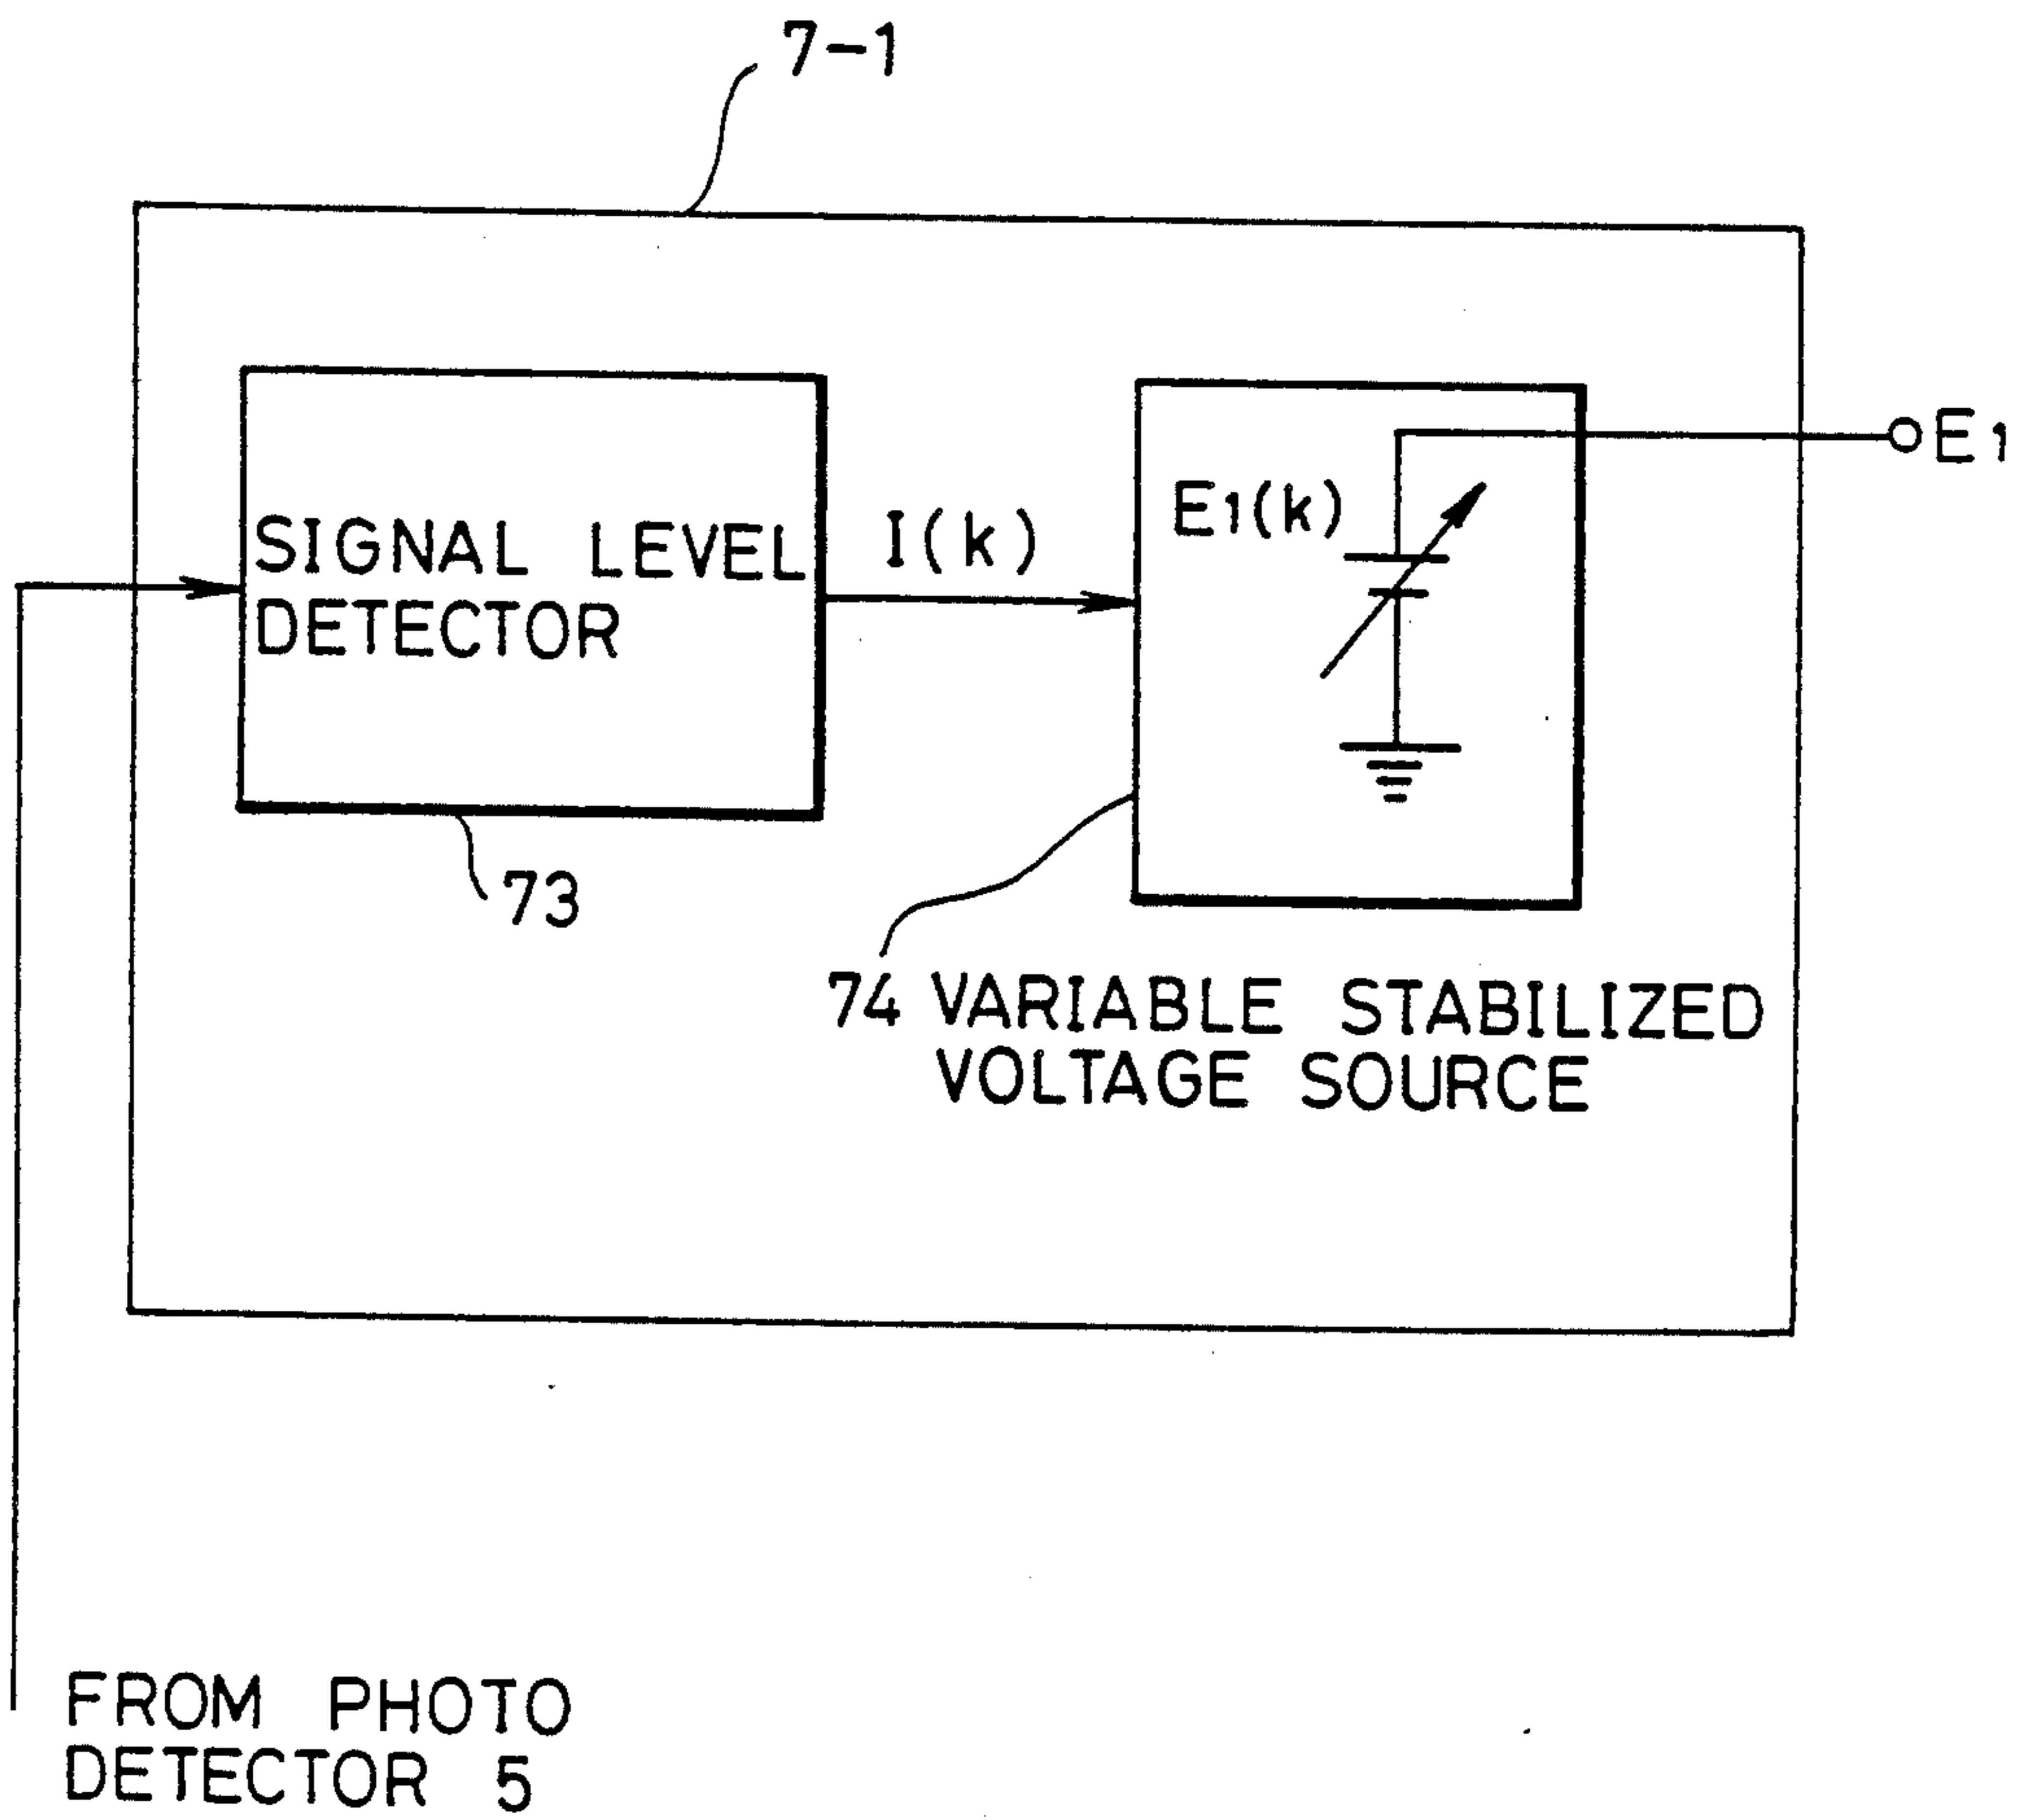 7-1
E1
E1(k)
I(k)
SIGNAL LEVEL
DETECTOR
73
74 VARIABLE STABILIZED
VOLTAGE SOURCE
FROM PHOTO
DETECTOR 5